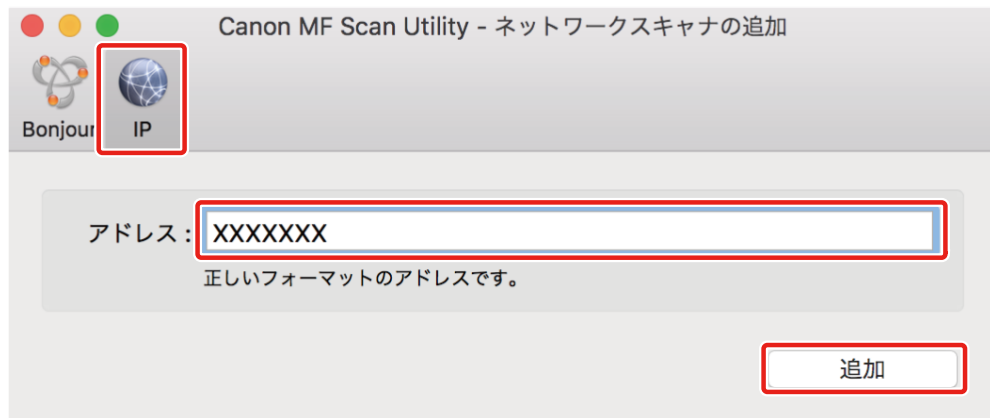 Canon MF Scan Utility - ネットワークスキャナの追加
Bonjour IP
アドレス : XXXXXXX
正しいフォーマットのアドレスです。
追加